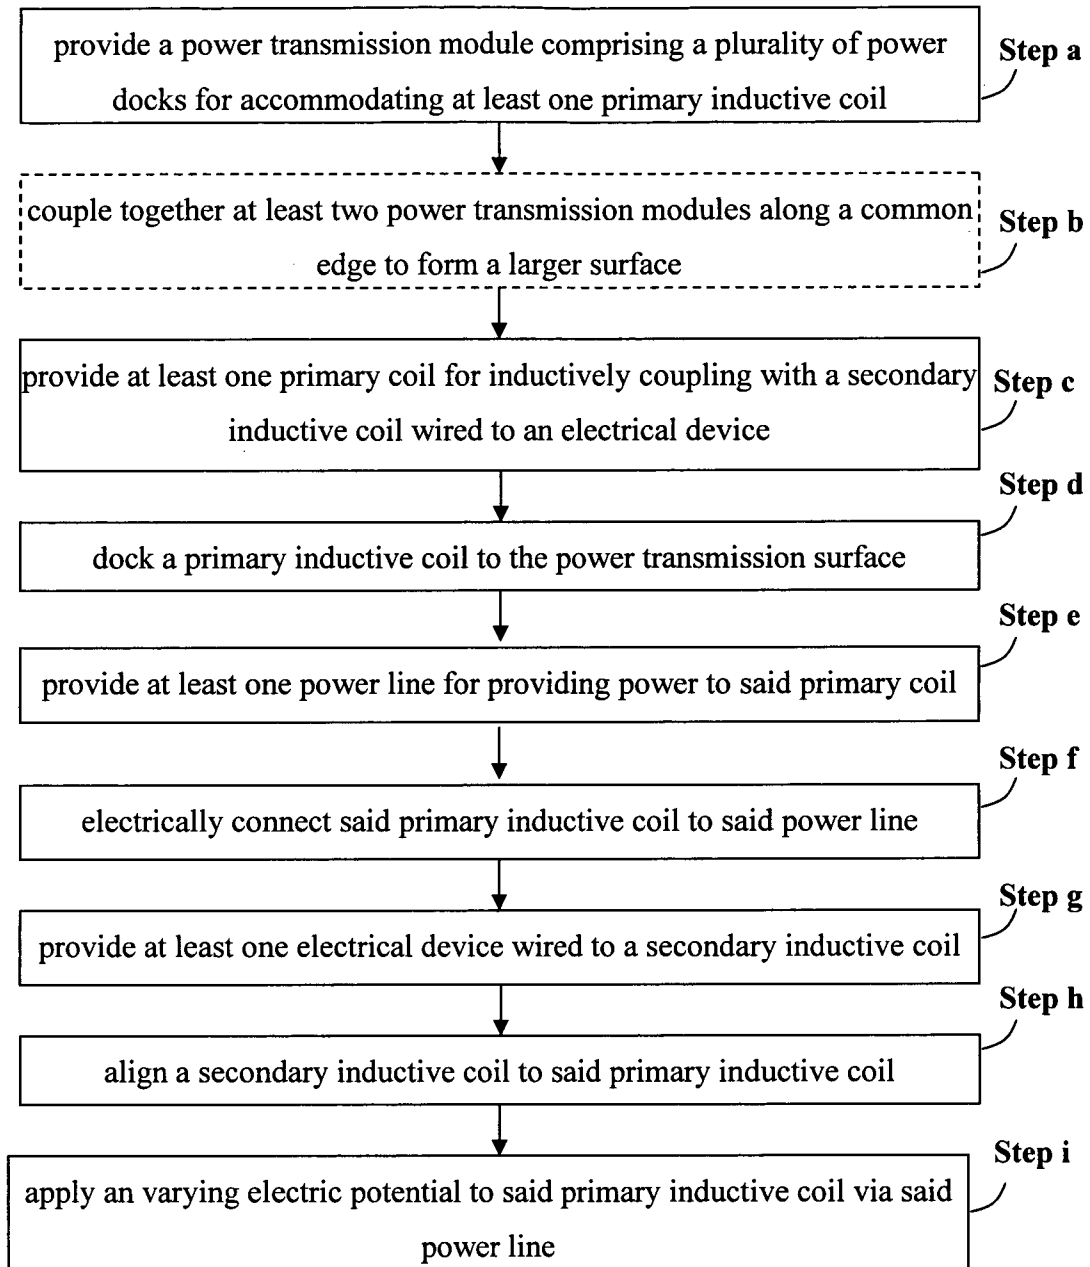 provide a power transmission module comprising a plurality of power
docks for accommodating at least one primary inductive coil
Step a
couple together at least two power transmission modules along a common
edge to form a larger surface
Step b
provide at least one primary coil for inductively coupling with a secondary
inductive coil wired to an electrical device
Step c
Step d
dock a primary inductive coil to the power transmission surface
Step e
provide at least one power line for providing power to said primary coil
Step f
electrically connect said primary inductive coil to said power line
Step g
provide at least one electrical device wired to a secondary inductive coil
Step h
align a secondary inductive coil to said primary inductive coil
Step i
apply an varying electric potential to said primary inductive coil via said
power line